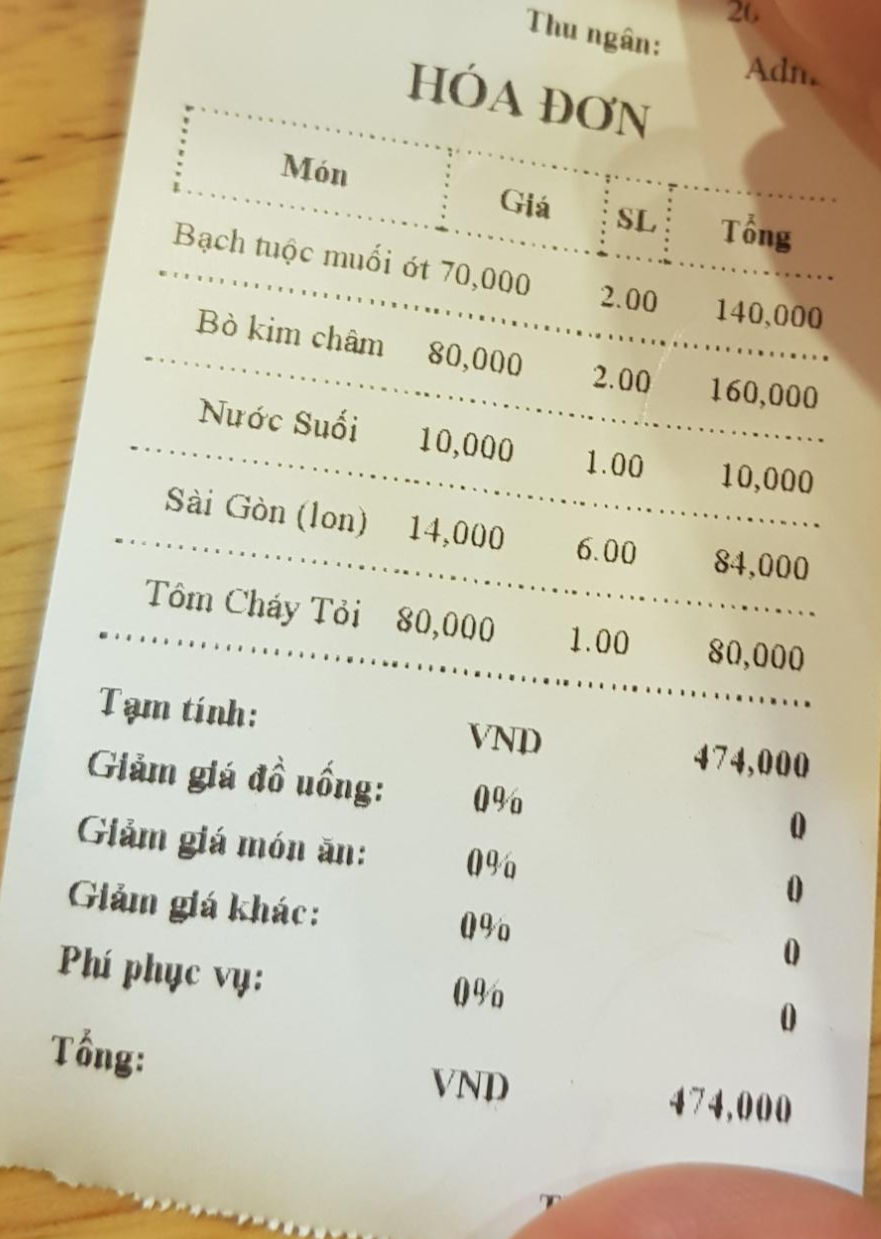 Thu ngân:
HÓA ĐƠN
Món Giá SL Tổng
Bạch tuộc muối ớt 70,000 2.00 140,000
Bò kim châm 80,000 2.00 160,000
Nước Suối 10,000 1.00 10,000
Sài Gòn (lon) 14,000 6.00 84,000
Tôm Cháy Tỏi 80,000 1.00 80,000
Tạm tính: VND 474,000
Giảm giá đồ uống: 0% 0
Giảm giá món ăn: 0% 0
Giảm giá khác: 0% 0
Phí phục vụ: 0% 0
Tổng: VND 474,000